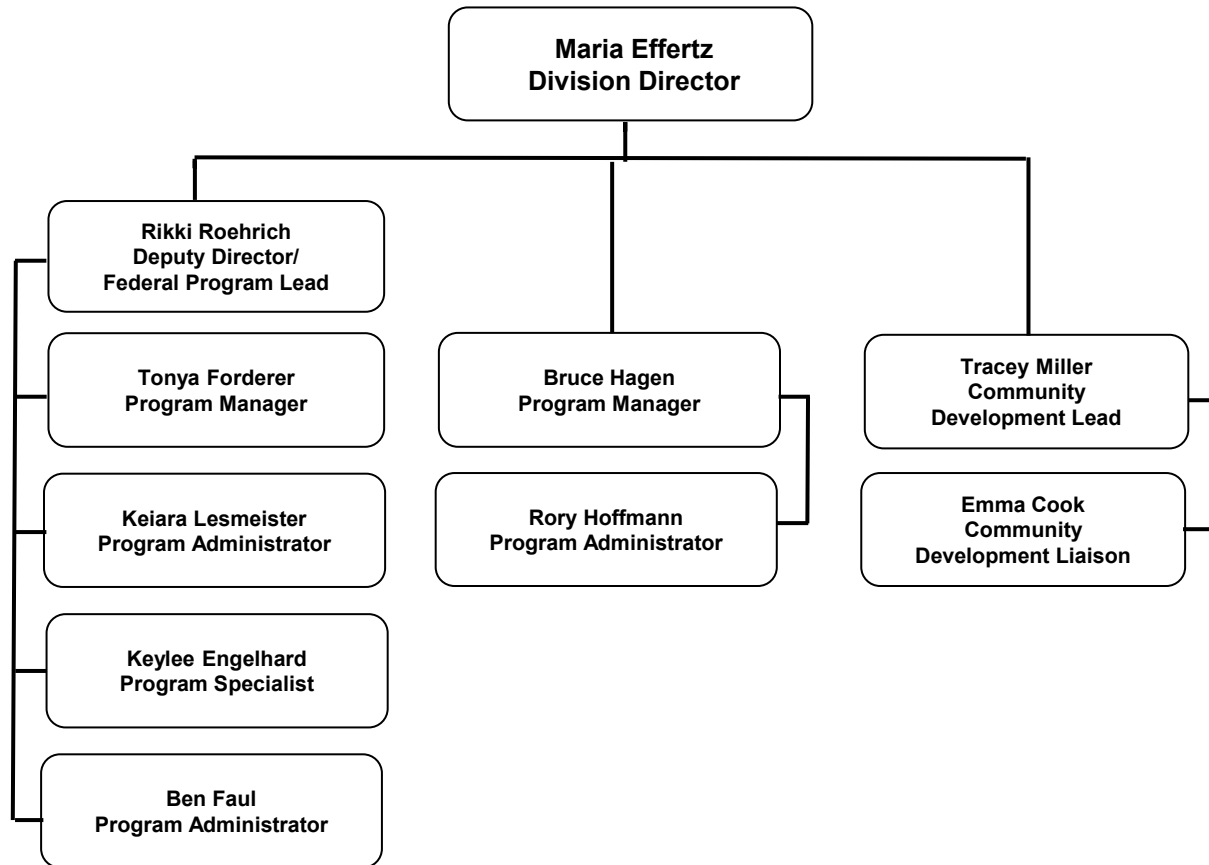 Maria Effertz
Division Director
Rikki Roehrich
Deputy Director/
Federal Program Lead
Tonya Forderer
Program Manager
Keiara Lesmeister
Program Administrator
Keylee Engelhard
Program Specialist
Ben Faul
Program Administrator
Bruce Hagen
Program Manager
Rory Hoffmann
Program Administrator
Tracey Miller
Community
Development Lead
Emma Cook
Community
Development Liaison